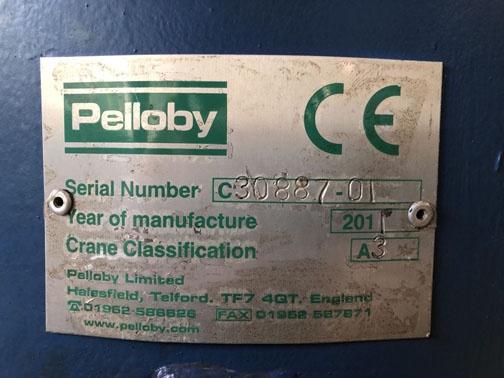 Pelloby
CE
Serial Number C30887-01
Year of manufacture 2011
Crane Classification A3
Pelloby Limited
Halesfield, Telford. TF7 4QT. England
☎01952 586626 FAX 01952 587871
www.pelloby.com